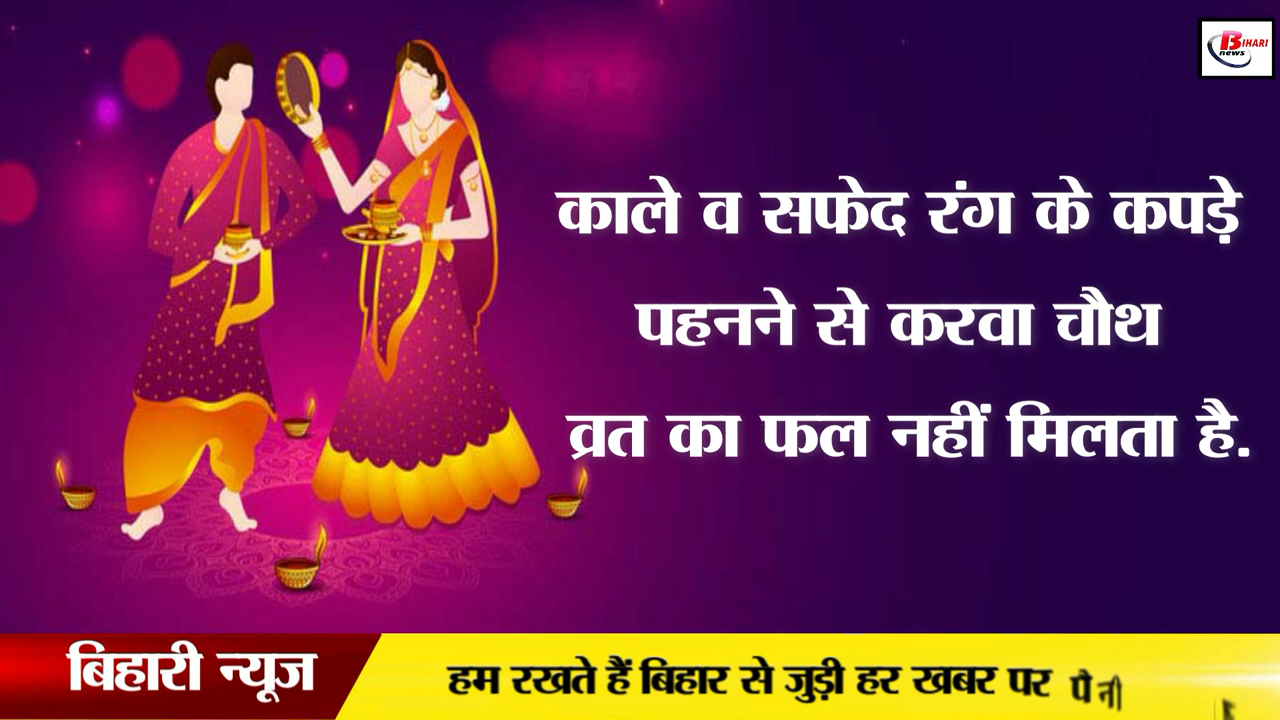 BIHARI
news
काले व सफेद रंग के कपड़े
पहनने से करवा चौथ
व्रत का फल नहीं मिलता है.
बिहारी न्यूज
हम रखते हैं बिहार से जुड़ी हर खबर पर पैनी